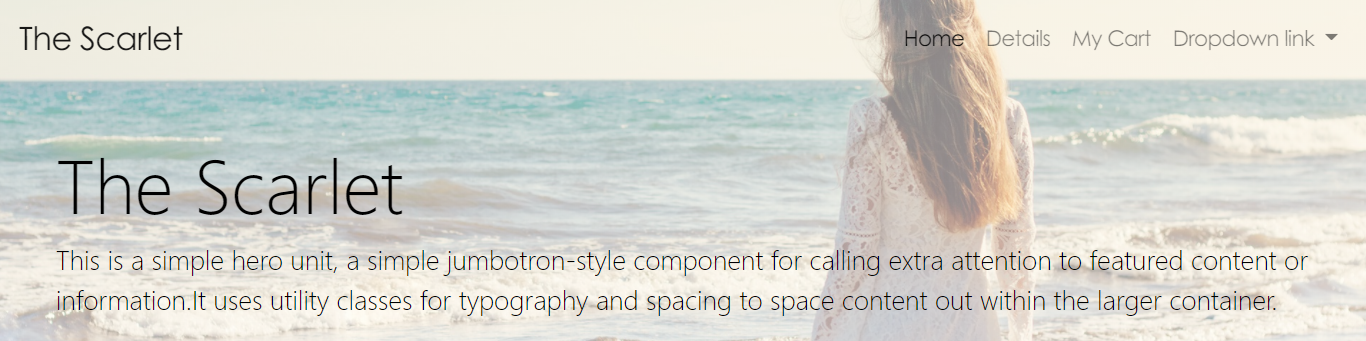 The Scarlet
Home Details My Cart Dropdown link
The Scarlet
This is a simple hero unit, a simple jumbotron-style component for calling extra attention to featured content or
information.It uses utility classes for typography and spacing to space content out within the larger container.